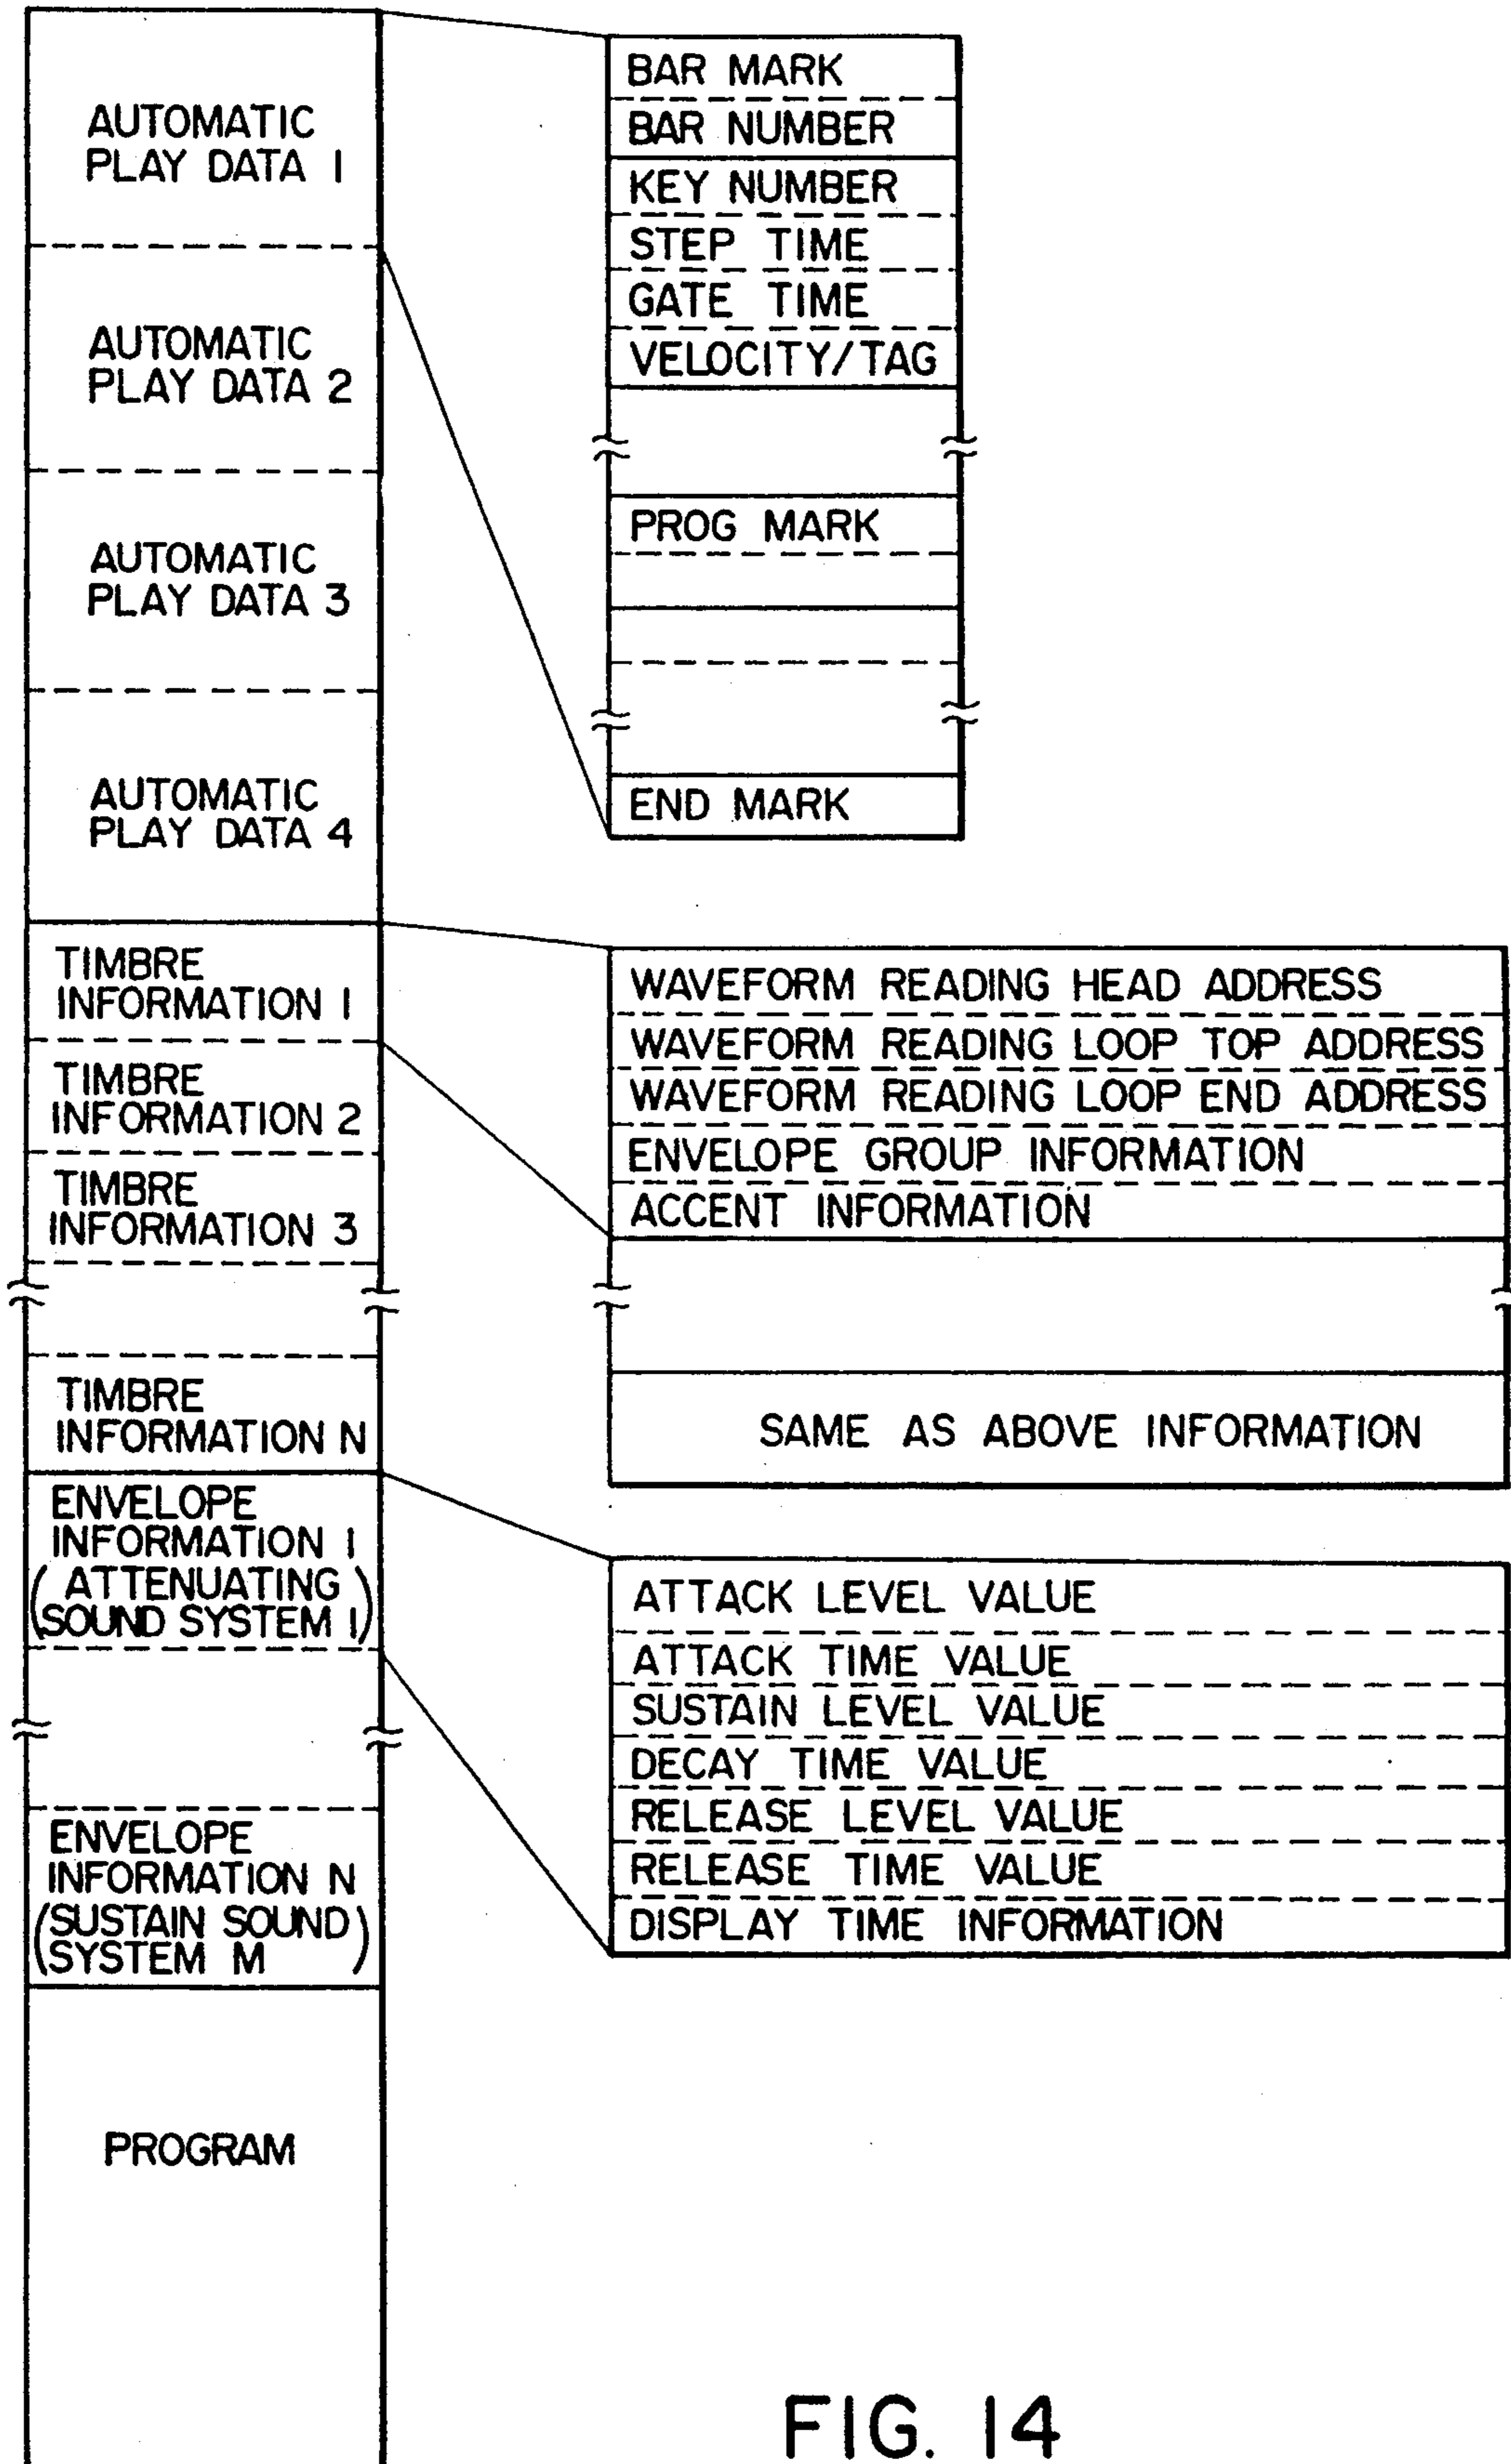 AUTOMATIC
PLAY DATA 1
AUTOMATIC
PLAY DATA 2
AUTOMATIC
PLAY DATA 3
AUTOMATIC
PLAY DATA 4
TIMBRE
INFORMATION 1
TIMBRE
INFORMATION 2
TIMBRE
INFORMATION 3
TIMBRE
INFORMATION N
ENVELOPE
INFORMATION 1
(ATTENUATING
SOUND SYSTEM 1)
ENVELOPE
INFORMATION N
(SUSTAIN SOUND
SYSTEM M)
PROGRAM
BAR MARK
BAR NUMBER
KEY NUMBER
STEP TIME
GATE TIME
VELOCITY/TAG
PROG MARK
END MARK
WAVEFORM READING HEAD ADDRESS
WAVEFORM READING LOOP TOP ADDRESS
WAVEFORM READING LOOP END ADDRESS
ENVELOPE GROUP INFORMATION
ACCENT INFORMATION
SAME AS ABOVE INFORMATION
ATTACK LEVEL VALUE
ATTACK TIME VALUE
SUSTAIN LEVEL VALUE
DECAY TIME VALUE
RELEASE LEVEL VALUE
RELEASE TIME VALUE
DISPLAY TIME INFORMATION
FIG. 14